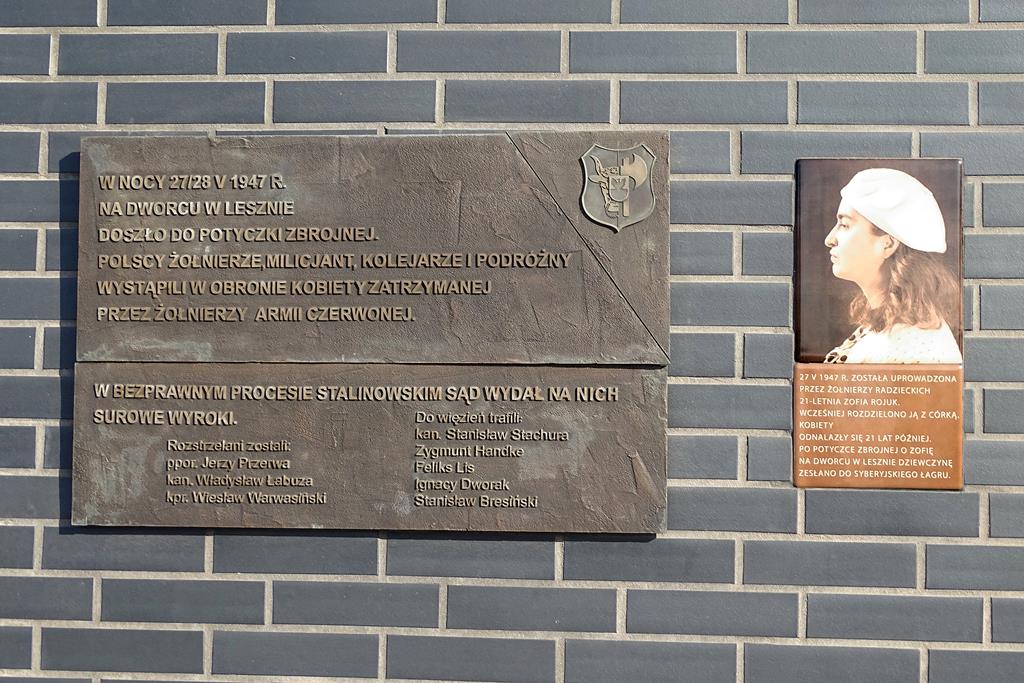 W NOCY 27/28 V 1947 R.
NA DWORCU W LESZNIE
DOSZŁO DO POTYCZKI ZBROJNEJ.
POLSCY ŻOŁNIERZE, MILICJANT, KOLEJARZE I PODRÓŻNY
WYSTĄPILI W OBRONIE KOBIETY ZATRZYMANEJ
PRZEZ ŻOŁNIERZY ARMII CZERWONEJ.
W BEZPRAWNYM PROCESIE STALINOWSKIM SĄD WYDAŁ NA NICH
SUROWE WYROKI.
Rozstrzelani zostali:
ppor. Jerzy Przerwa
kan. Władysław Łabuza
kpr. Wiesław Warwasiński
Do więzień trafili:
kan. Stanisław Stachura
Zygmunt Handke
Feliks Lis
Ignacy Dworak
Stanisław Bresiński
27 V 1947 R. ZOSTAŁA UPROWADZONA
PRZEZ ŻOŁNIERZY RADZIECKICH
21-LETNIA ZOFIA ROJUK.
WCZEŚNIEJ ROZDZIELONO JĄ Z CÓRKĄ.
KOBIETY
ODNALAZŁY SIĘ 21 LAT PÓŹNIEJ.
PO POTYCZCE ZBROJNEJ O ZOFIĘ
NA DWORCU W LESZNIE DZIEWCZYNĘ
ZESŁANO DO SYBERYJSKIEGO ŁAGRU.